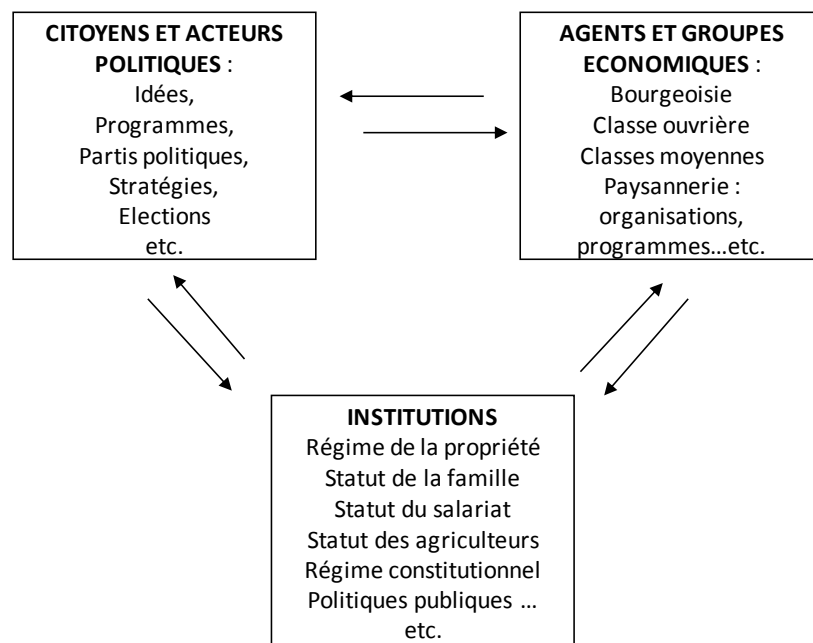 CITOYENS ET ACTEURS
POLITIQUES :
Idées,
Programmes,
Partis politiques,
Stratégies,
Elections
etc.
AGENTS ET GROUPES
ECONOMIQUES :
Bourgeoisie
Classe ouvrière
Classes moyennes
Paysannerie :
organisations,
programmes...etc.
INSTITUTIONS
Régime de la propriété
Statut de la famille
Statut du salariat
Statut des agriculteurs
Régime constitutionnel
Politiques publiques ...
etc.